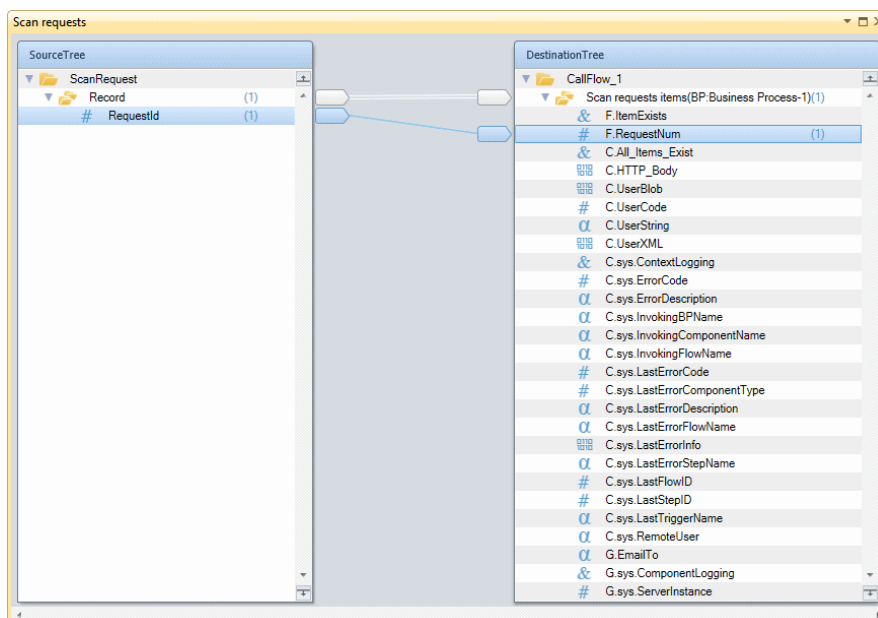 Scan requests
SourceTree
ScanRequest
Record (1)
# RequestId (1)
DestinationTree
CallFlow_1
Scan requests items(BP:Business Process-1)(1)
& F.ItemExists
# F.RequestNum (1)
& C.All_Items_Exist
C.HTTP_Body
C.UserBlob
# C.UserCode
α C.UserString
C.UserXML
& C.sys.ContextLogging
# C.sys.ErrorCode
α C.sys.ErrorDescription
α C.sys.InvokingBPName
α C.sys.InvokingComponentName
α C.sys.InvokingFlowName
# C.sys.LastErrorCode
# C.sys.LastErrorComponentType
α C.sys.LastErrorDescription
α C.sys.LastErrorFlowName
C.sys.LastErrorInfo
α C.sys.LastErrorStepName
# C.sys.LastFlowID
# C.sys.LastStepID
α C.sys.LastTriggerName
α C.sys.RemoteUser
α G.EmailTo
& G.sys.ComponentLogging
# G.sys.ServerInstance